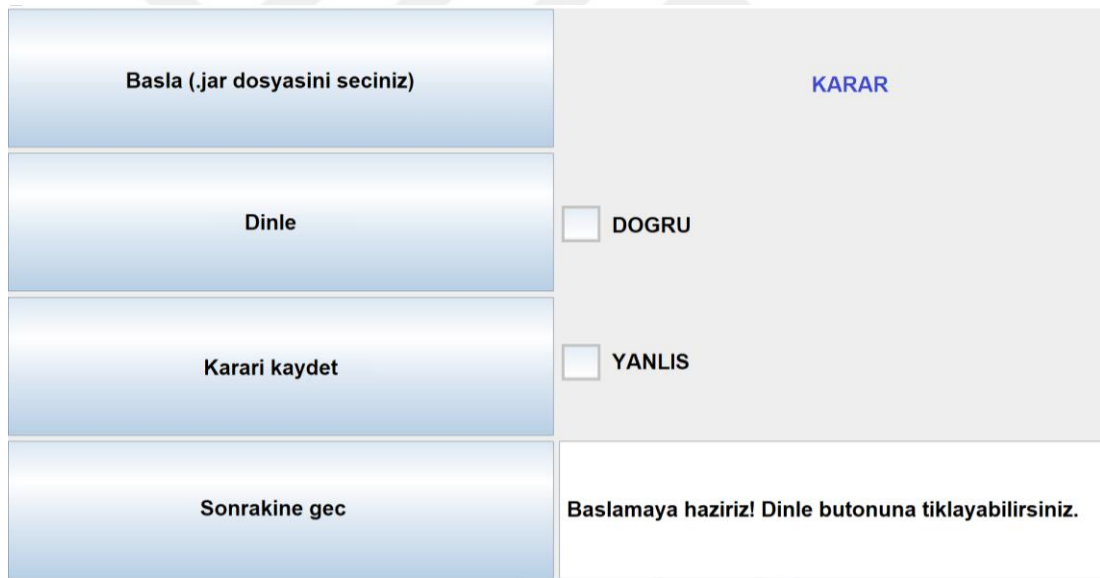 Basla (.jar dosyasini seciniz)
KARAR
Dinle
DOGRU
Karari kaydet
YANLIS
Sonrakine gec
Baslamaya haziriz! Dinle butonuna tiklayabilirsiniz.